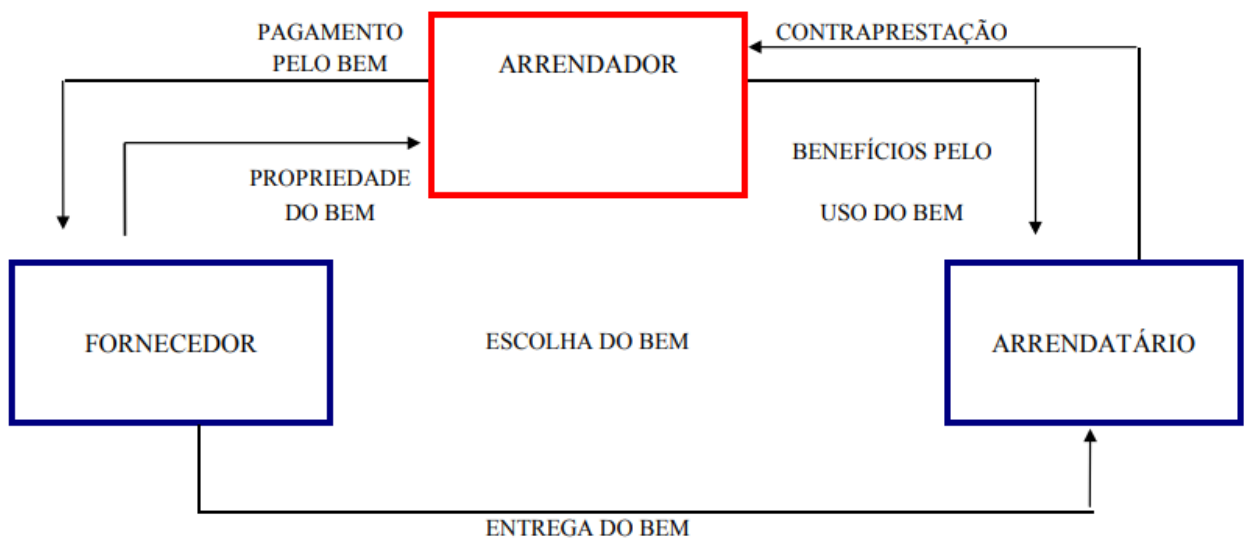 PAGAMENTO
PELO BEM
ARRENDADOR
CONTRAPRESTAÇÃO
PROPRIEDADE
DO BEM
BENEFÍCIOS PELO
USO DO BEM
FORNECEDOR
ESCOLHA DO BEM
ARRENDATÁRIO
ENTREGA DO BEM